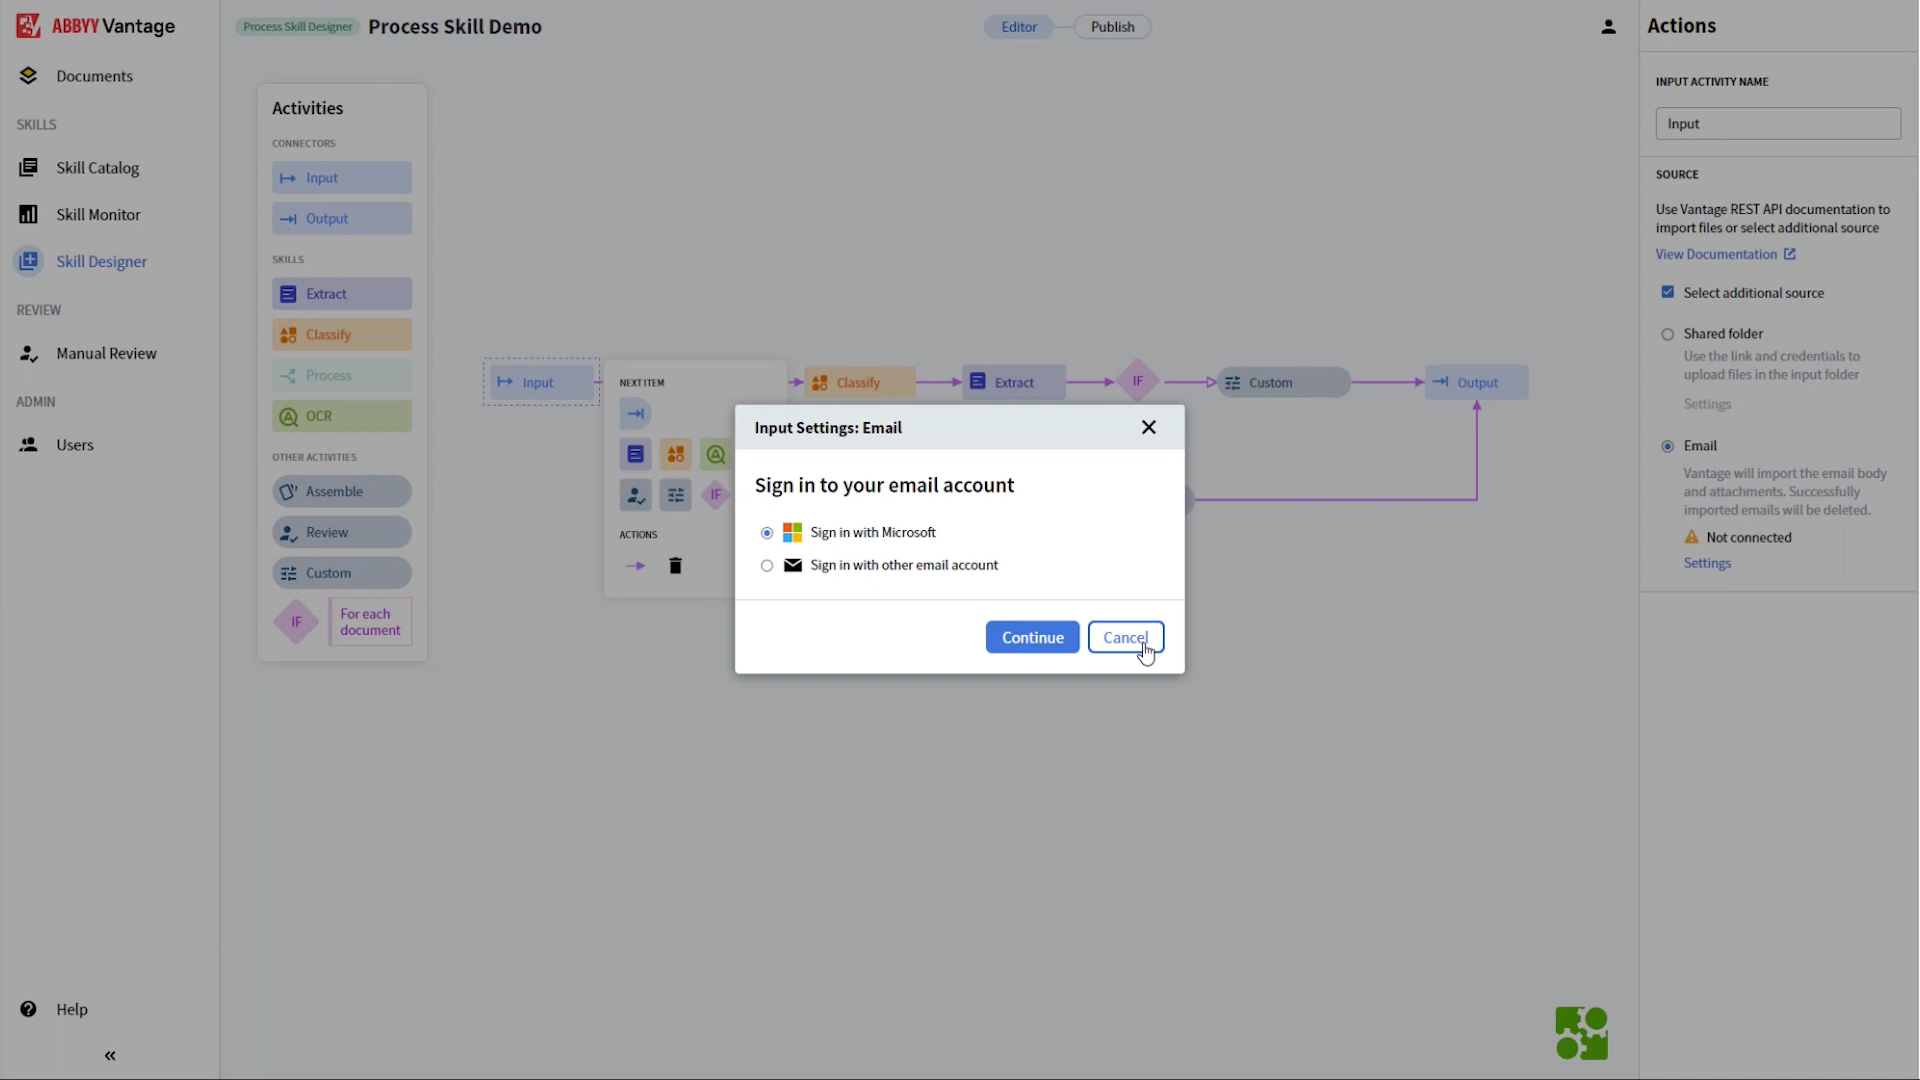 ABBYY Vantage
Documents
SKILLS
Skill Catalog
Skill Monitor
Skill Designer
REVIEW
Manual Review
ADMIN
Users
Help
Process Skill Designer
Process Skill Demo
Editor
Publish
Activities
CONNECTORS
Input
Output
SKILLS
Extract
Classify
Process
OCR
OTHER ACTIVITIES
Assemble
Review
Custom
IF
For each
document
Input
NEXT ITEM
IF
ACTIONS
Classify
Extract
IF
Custom
Output
Input Settings: Email
Sign in to your email account
Sign in with Microsoft
Sign in with other email account
Continue
Cancel
Actions
INPUT ACTIVITY NAME
Input
SOURCE
Use Vantage REST API documentation to
import files or select additional source
View Documentation
Select additional source
Shared folder
Use the link and credentials to
upload files in the input folder
Settings
Email
Vantage will import the email body
and attachments. Successfully
imported emails will be deleted.
Not connected
Settings